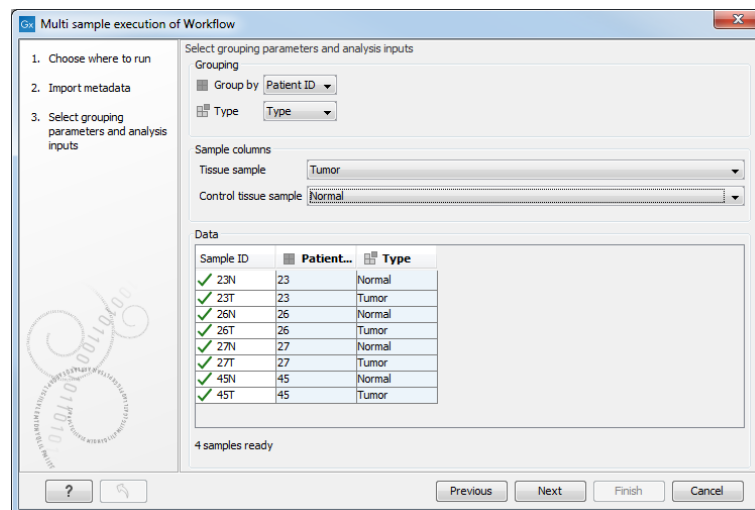 Gx Multi sample execution of Workflow
1. Choose where to run
2. Import metadata
3. Select grouping
parameters and analysis
inputs
Select grouping parameters and analysis inputs
Grouping
Group by Patient ID
Type Type
Sample columns
Tissue sample Tumor
Control tissue sample Normal
Data
Sample ID Patient... Type
23N 23 Normal
23T 23 Tumor
26N 26 Normal
26T 26 Tumor
27N 27 Normal
27T 27 Tumor
45N 45 Normal
45T 45 Tumor
4 samples ready
? Previous Next Finish Cancel